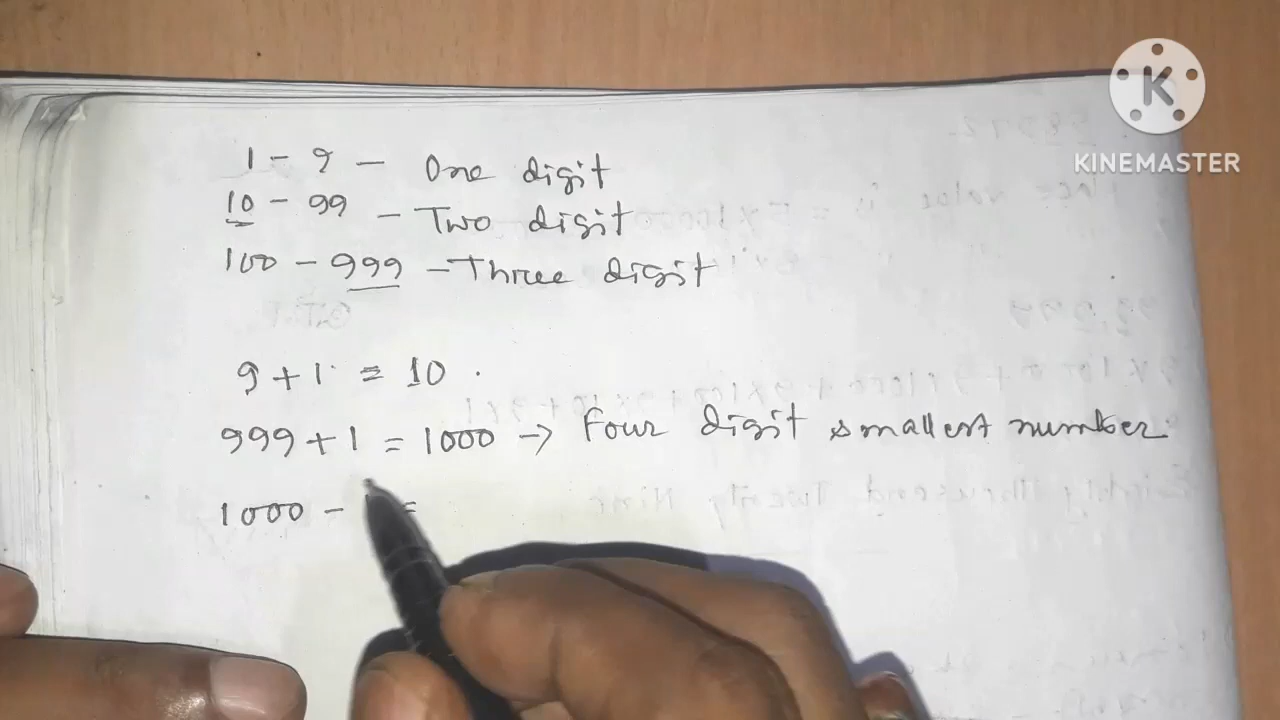 KINEMASTER
1 - 9 - One digit
10 - 99 - Two digit
100 - 999 - Three digit
9 + 1 = 10 .
999 + 1 = 1000 → Four digit smallest number.
1000 - =